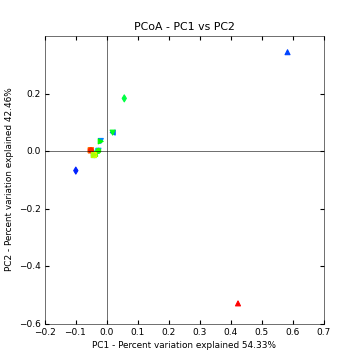 PCoA - PC1 vs PC2
PC2 - Percent variation explained 42.46%
0.2
0.0
−0.2
−0.4
−0.6
−0.2 −0.1 0.0 0.1 0.2 0.3 0.4 0.5 0.6 0.7
PC1 - Percent variation explained 54.33%